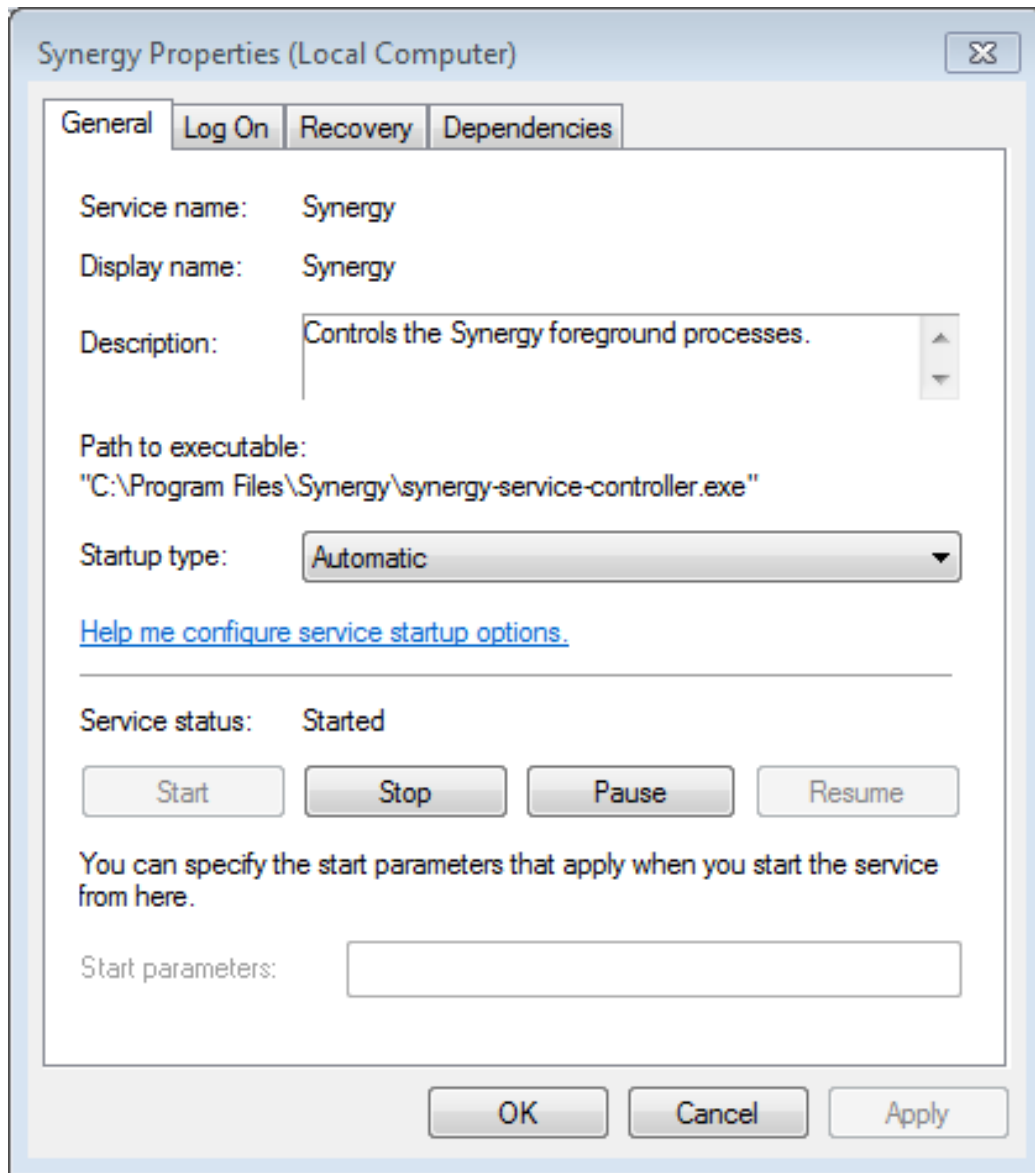 Synergy Properties (Local Computer)
General Log On Recovery Dependencies
Service name: Synergy
Display name: Synergy
Description: Controls the Synergy foreground processes.
Path to executable:
"C:\Program Files\Synergy\synergy-service-controller.exe"
Startup type: Automatic
Help me configure service startup options.
Service status: Started
Start Stop Pause Resume
You can specify the start parameters that apply when you start the service
from here.
Start parameters:
OK Cancel Apply